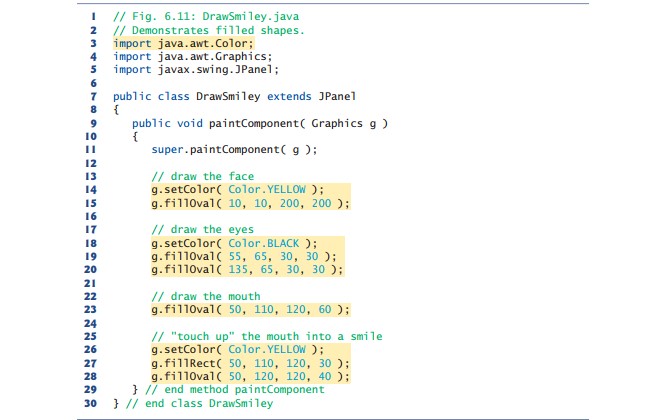 1 // Fig. 6.11: DrawSmiley.java
2 // Demonstrates filled shapes.
3 import java.awt.Color;
4 import java.awt.Graphics;
5 import javax.swing.JPanel;
6
7 public class DrawSmiley extends JPanel
8 {
9 public void paintComponent( Graphics g )
10 {
11 super.paintComponent( g );
12
13 // draw the face
14 g.setColor( Color.YELLOW );
15 g.fillOval( 10, 10, 200, 200 );
16
17 // draw the eyes
18 g.setColor( Color.BLACK );
19 g.fillOval( 55, 65, 30, 30 );
20 g.fillOval( 135, 65, 30, 30 );
21
22 // draw the mouth
23 g.fillOval( 50, 110, 120, 60 );
24
25 // "touch up" the mouth into a smile
26 g.setColor( Color.YELLOW );
27 g.fillRect( 50, 110, 120, 30 );
28 g.fillOval( 50, 120, 120, 40 );
29 } // end method paintComponent
30 } // end class DrawSmiley